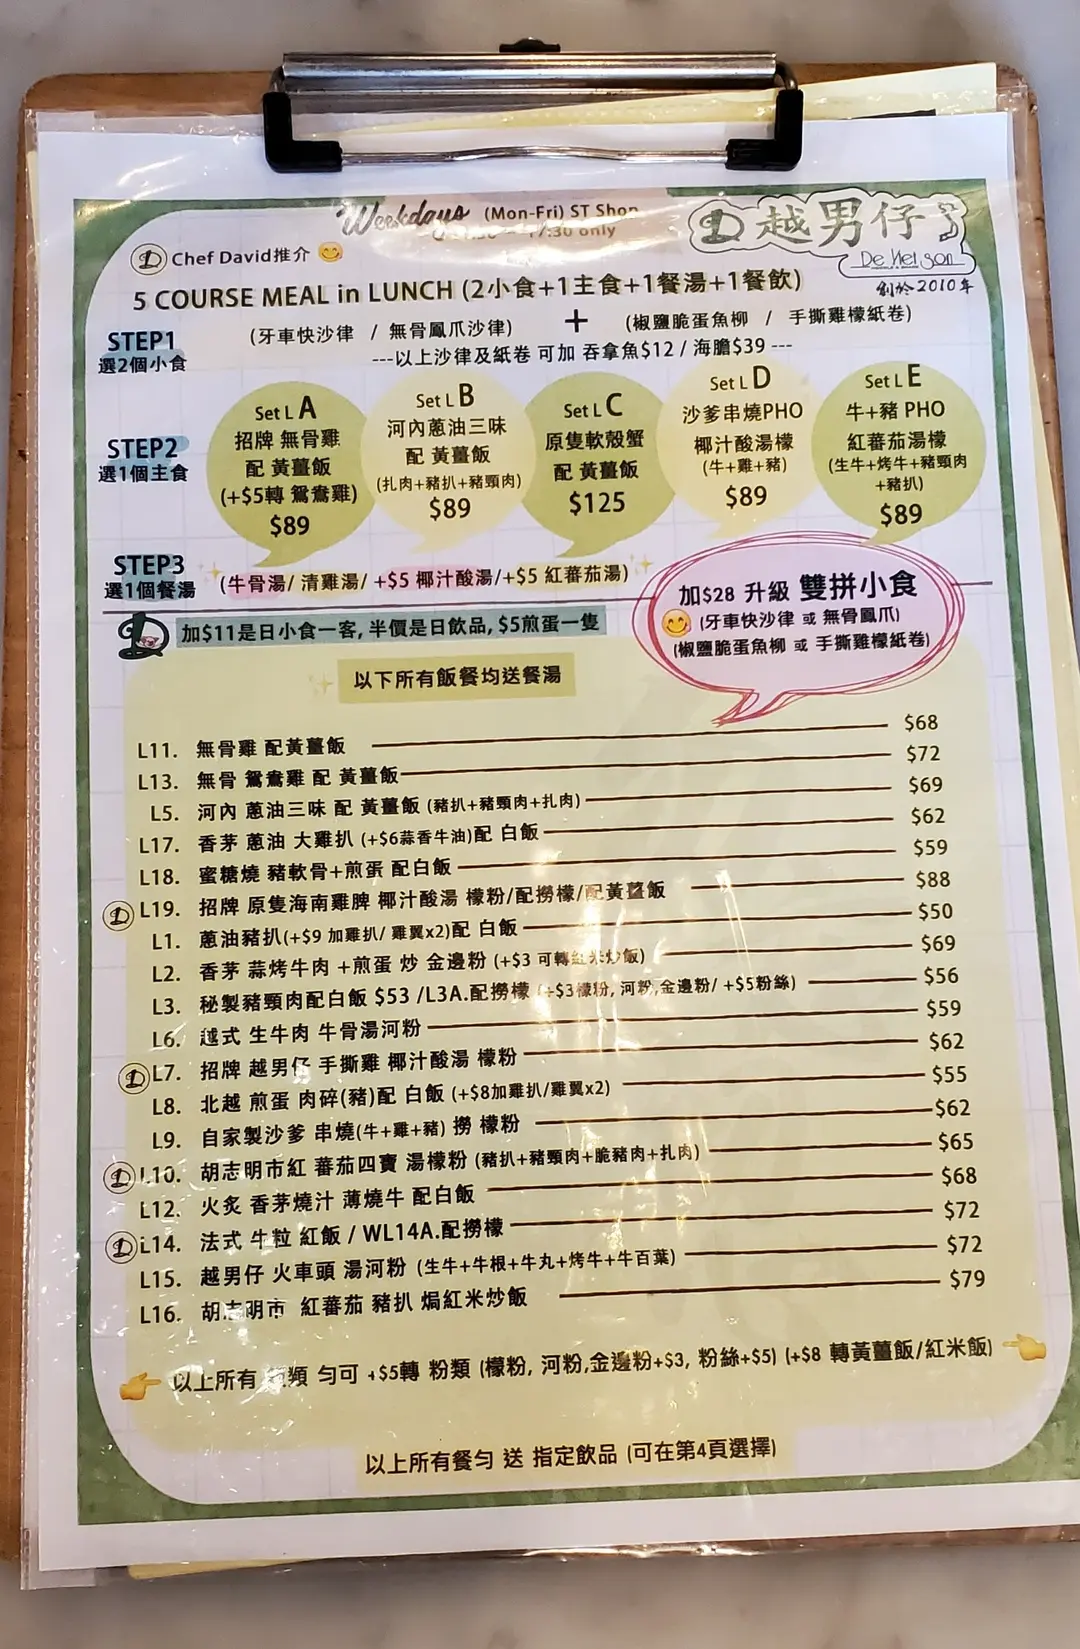 Weekdays (Mon-Fri) ST Shop
17:30 only
越男仔
De Nelson
創於2010年
Chef David推介
5 COURSE MEAL in LUNCH (2小食+1主食+1餐湯+1餐飲)
STEP1
選2個小食
(牙車快沙律 / 無骨鳳爪沙律) + (椒鹽脆蛋魚柳 / 手撕雞檬紙卷)
---以上沙律及紙卷 可加 吞拿魚$12 / 海膽$39 ---
STEP2
選1個主食
Set L A
招牌 無骨雞
配 黃薑飯
(+$5轉 鴛鴦雞)
$89
Set L B
河內蔥油三味
配 黃薑飯
(扎肉+豬扒+豬頸肉)
$89
Set L C
原隻軟殼蟹
配 黃薑飯
$125
Set L D
沙爹串燒PHO
椰汁酸湯檬
(牛+雞+豬)
$89
Set L E
牛+豬 PHO
紅蕃茄湯檬
(生牛+烤牛+豬頸肉
+豬扒)
$89
STEP3
選1個餐湯
(牛骨湯/ 清雞湯/ +$5 椰汁酸湯/+$5 紅蕃茄湯)
加$28 升級 雙拼小食
(牙車快沙律 或 無骨鳳爪)
(椒鹽脆蛋魚柳 或 手撕雞檬紙卷)
加$11是日小食一客, 半價是日飲品, $5煎蛋一隻
以下所有飯餐均送餐湯
L11. 無骨雞 配黃薑飯 $68
L13. 無骨 鴛鴦雞 配 黃薑飯 $72
L5. 河內 蔥油三味 配 黃薑飯 (豬扒+豬頸肉+扎肉) $69
L17. 香茅 蔥油 大雞扒 (+$6蒜香牛油)配 白飯 $62
L18. 蜜糖燒 豬軟骨+煎蛋 配白飯 $59
L19. 招牌 原隻海南雞脾 椰汁酸湯 檬粉/配撈檬/配黃薑飯 $88
L1. 蔥油豬扒(+$9 加雞扒/ 雞翼x2)配 白飯 $50
L2. 香茅 蒜烤牛肉 +煎蛋 炒 金邊粉 (+$3 可轉紅米炒飯) $69
L3. 秘製豬頸肉配白飯 $53 /L3A.配撈檬 (+$3檬粉, 河粉,金邊粉/ +$5粉絲) $56
L6. 越式 生牛肉 牛骨湯河粉 $59
L7. 招牌 越男仔 手撕雞 椰汁酸湯 檬粉 $62
L8. 北越 煎蛋 肉碎(豬)配 白飯 (+$8加雞扒/雞翼x2) $55
L9. 自家製沙爹 串燒(牛+雞+豬) 撈 檬粉 $62
L10. 胡志明市紅 蕃茄四寶 湯檬粉 (豬扒+豬頸肉+脆豬肉+扎肉) $65
L12. 火炙 香茅燒汁 薄燒牛 配白飯 $68
L14. 法式 牛粒 紅飯 / WL14A.配撈檬 $72
L15. 越男仔 火車頭 湯河粉 (生牛+牛根+牛丸+烤牛+牛百葉) $72
L16. 胡志明市 紅蕃茄 豬扒 焗紅米炒飯 $79
以上所有 類 勻可 +$5轉 粉類 (檬粉, 河粉,金邊粉+$3, 粉絲+$5) (+$8 轉黃薑飯/紅米飯)
以上所有餐勻 送 指定飲品 (可在第4頁選擇)